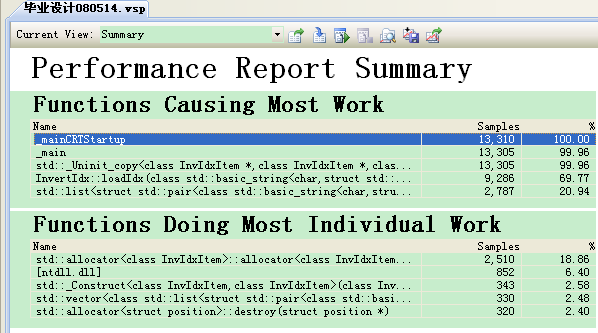 毕业设计080514.vsp
Current View: Summary
Performance Report Summary
Functions Causing Most Work
Name Samples %
_mainCRTStartup 13,310 100.00
_main 13,305 99.96
std::_Uninit_copy<class InvIdxItem *,class InvIdxItem *,clas... 13,305 99.96
InvertIdx::loadIdx(class std::basic_string<char,struct std::... 9,286 69.77
std::list<struct std::pair<class std::basic_string<char,stru... 2,787 20.94
Functions Doing Most Individual Work
Name Samples %
std::allocator<class InvIdxItem>::allocator<class InvIdxItem... 2,510 18.86
[ntdll.dll] 852 6.40
std::_Construct<class InvIdxItem,class InvIdxItem>(class Inv... 343 2.58
std::vector<class std::list<struct std::pair<class std::basi... 330 2.48
std::allocator<struct position>::destroy(struct position *) 320 2.40